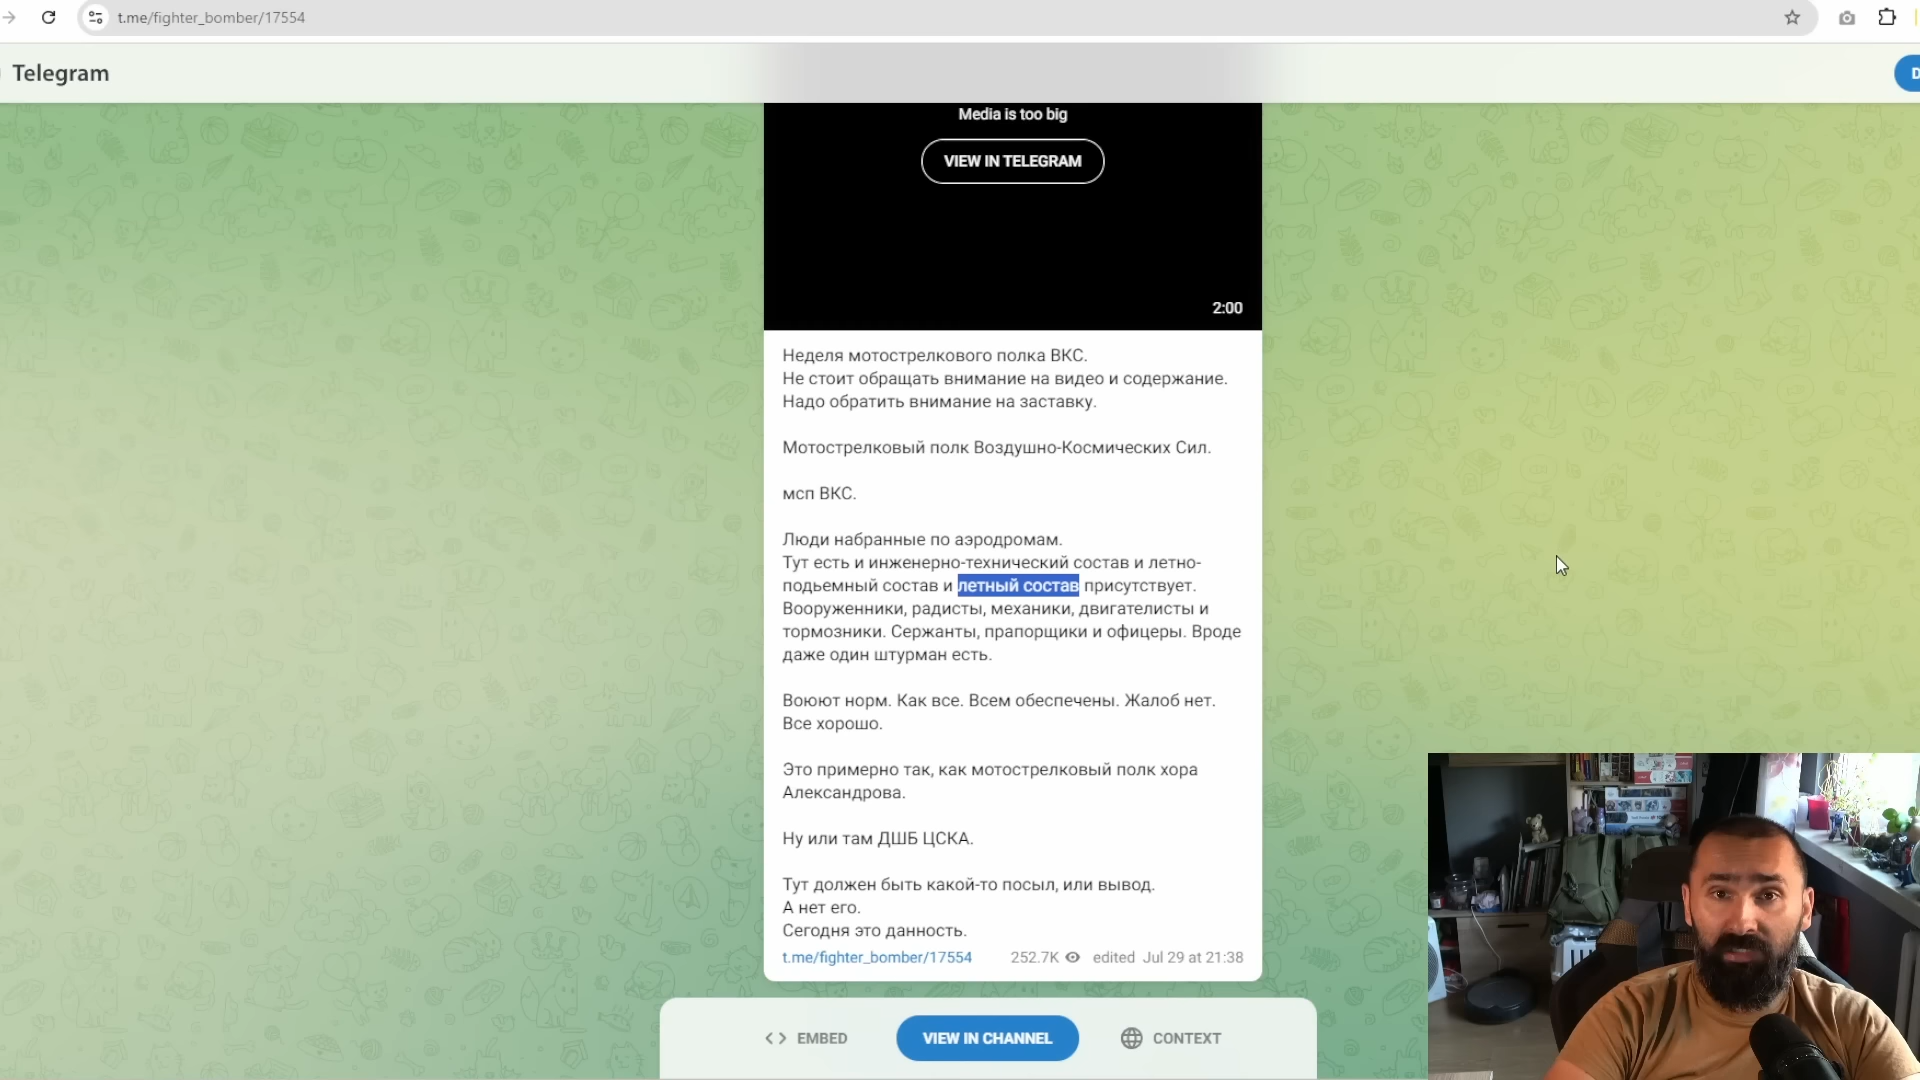 t.me/fighter_bomber/17554
Telegram
Media is too big
VIEW IN TELEGRAM
2:00
Неделя мотострелкового полка ВКС.
Не стоит обращать внимание на видео и содержание.
Надо обратить внимание на заставку.
Мотострелковый полк Воздушно-Космических Сил.
мсп ВКС.
Люди набранные по аэродромам.
Тут есть и инженерно-технический состав и летно-
подьемный состав и летный состав присутствует.
Вооруженники, радисты, механики, двигателисты и
тормозники. Сержанты, прапорщики и офицеры. Вроде
даже один штурман есть.
Воюют норм. Как все. Всем обеспечены. Жалоб нет.
Все хорошо.
Это примерно так, как мотострелковый полк хора
Александрова.
Ну или там ДШБ ЦСКА.
Тут должен быть какой-то посыл, или вывод.
А нет его.
Сегодня это данность.
t.me/fighter_bomber/17554 252.7K edited Jul 29 at 21:38
EMBED VIEW IN CHANNEL CONTEXT